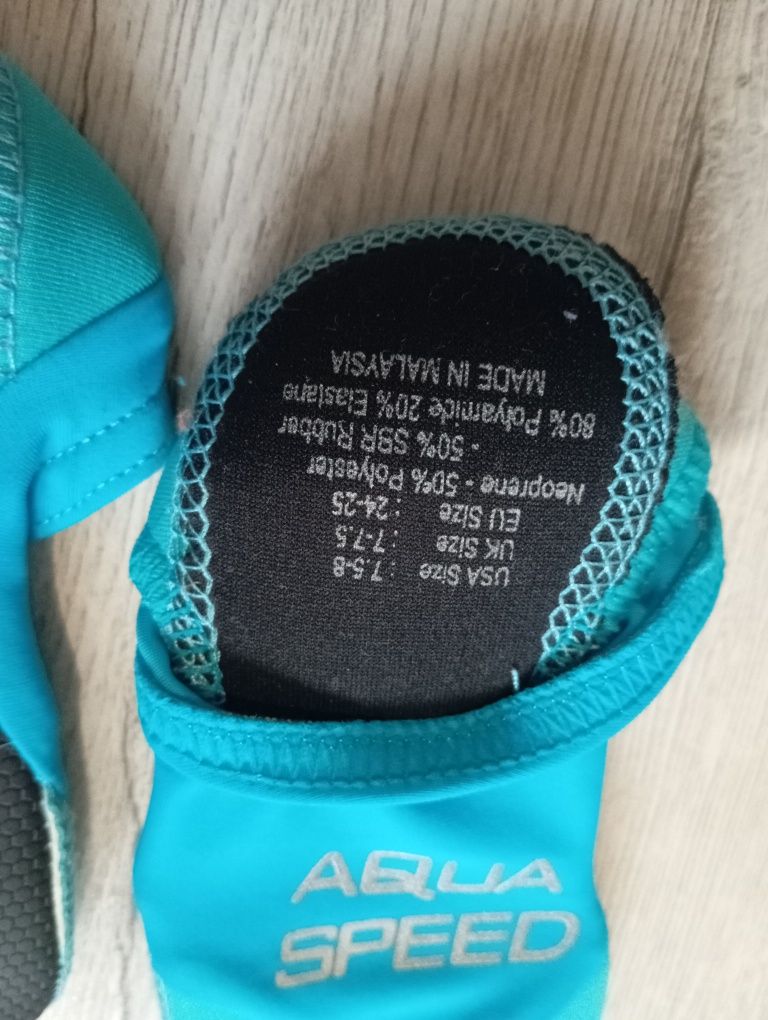 USA Size : 7.5-8
UK Size : 7-7.5
EU Size : 24-25
Neoprene - 50% Polyester
- 50% SBR Rubber
80% Polyamide 20% Elastane
MADE IN MALAYSIA
AQUA
SPEED